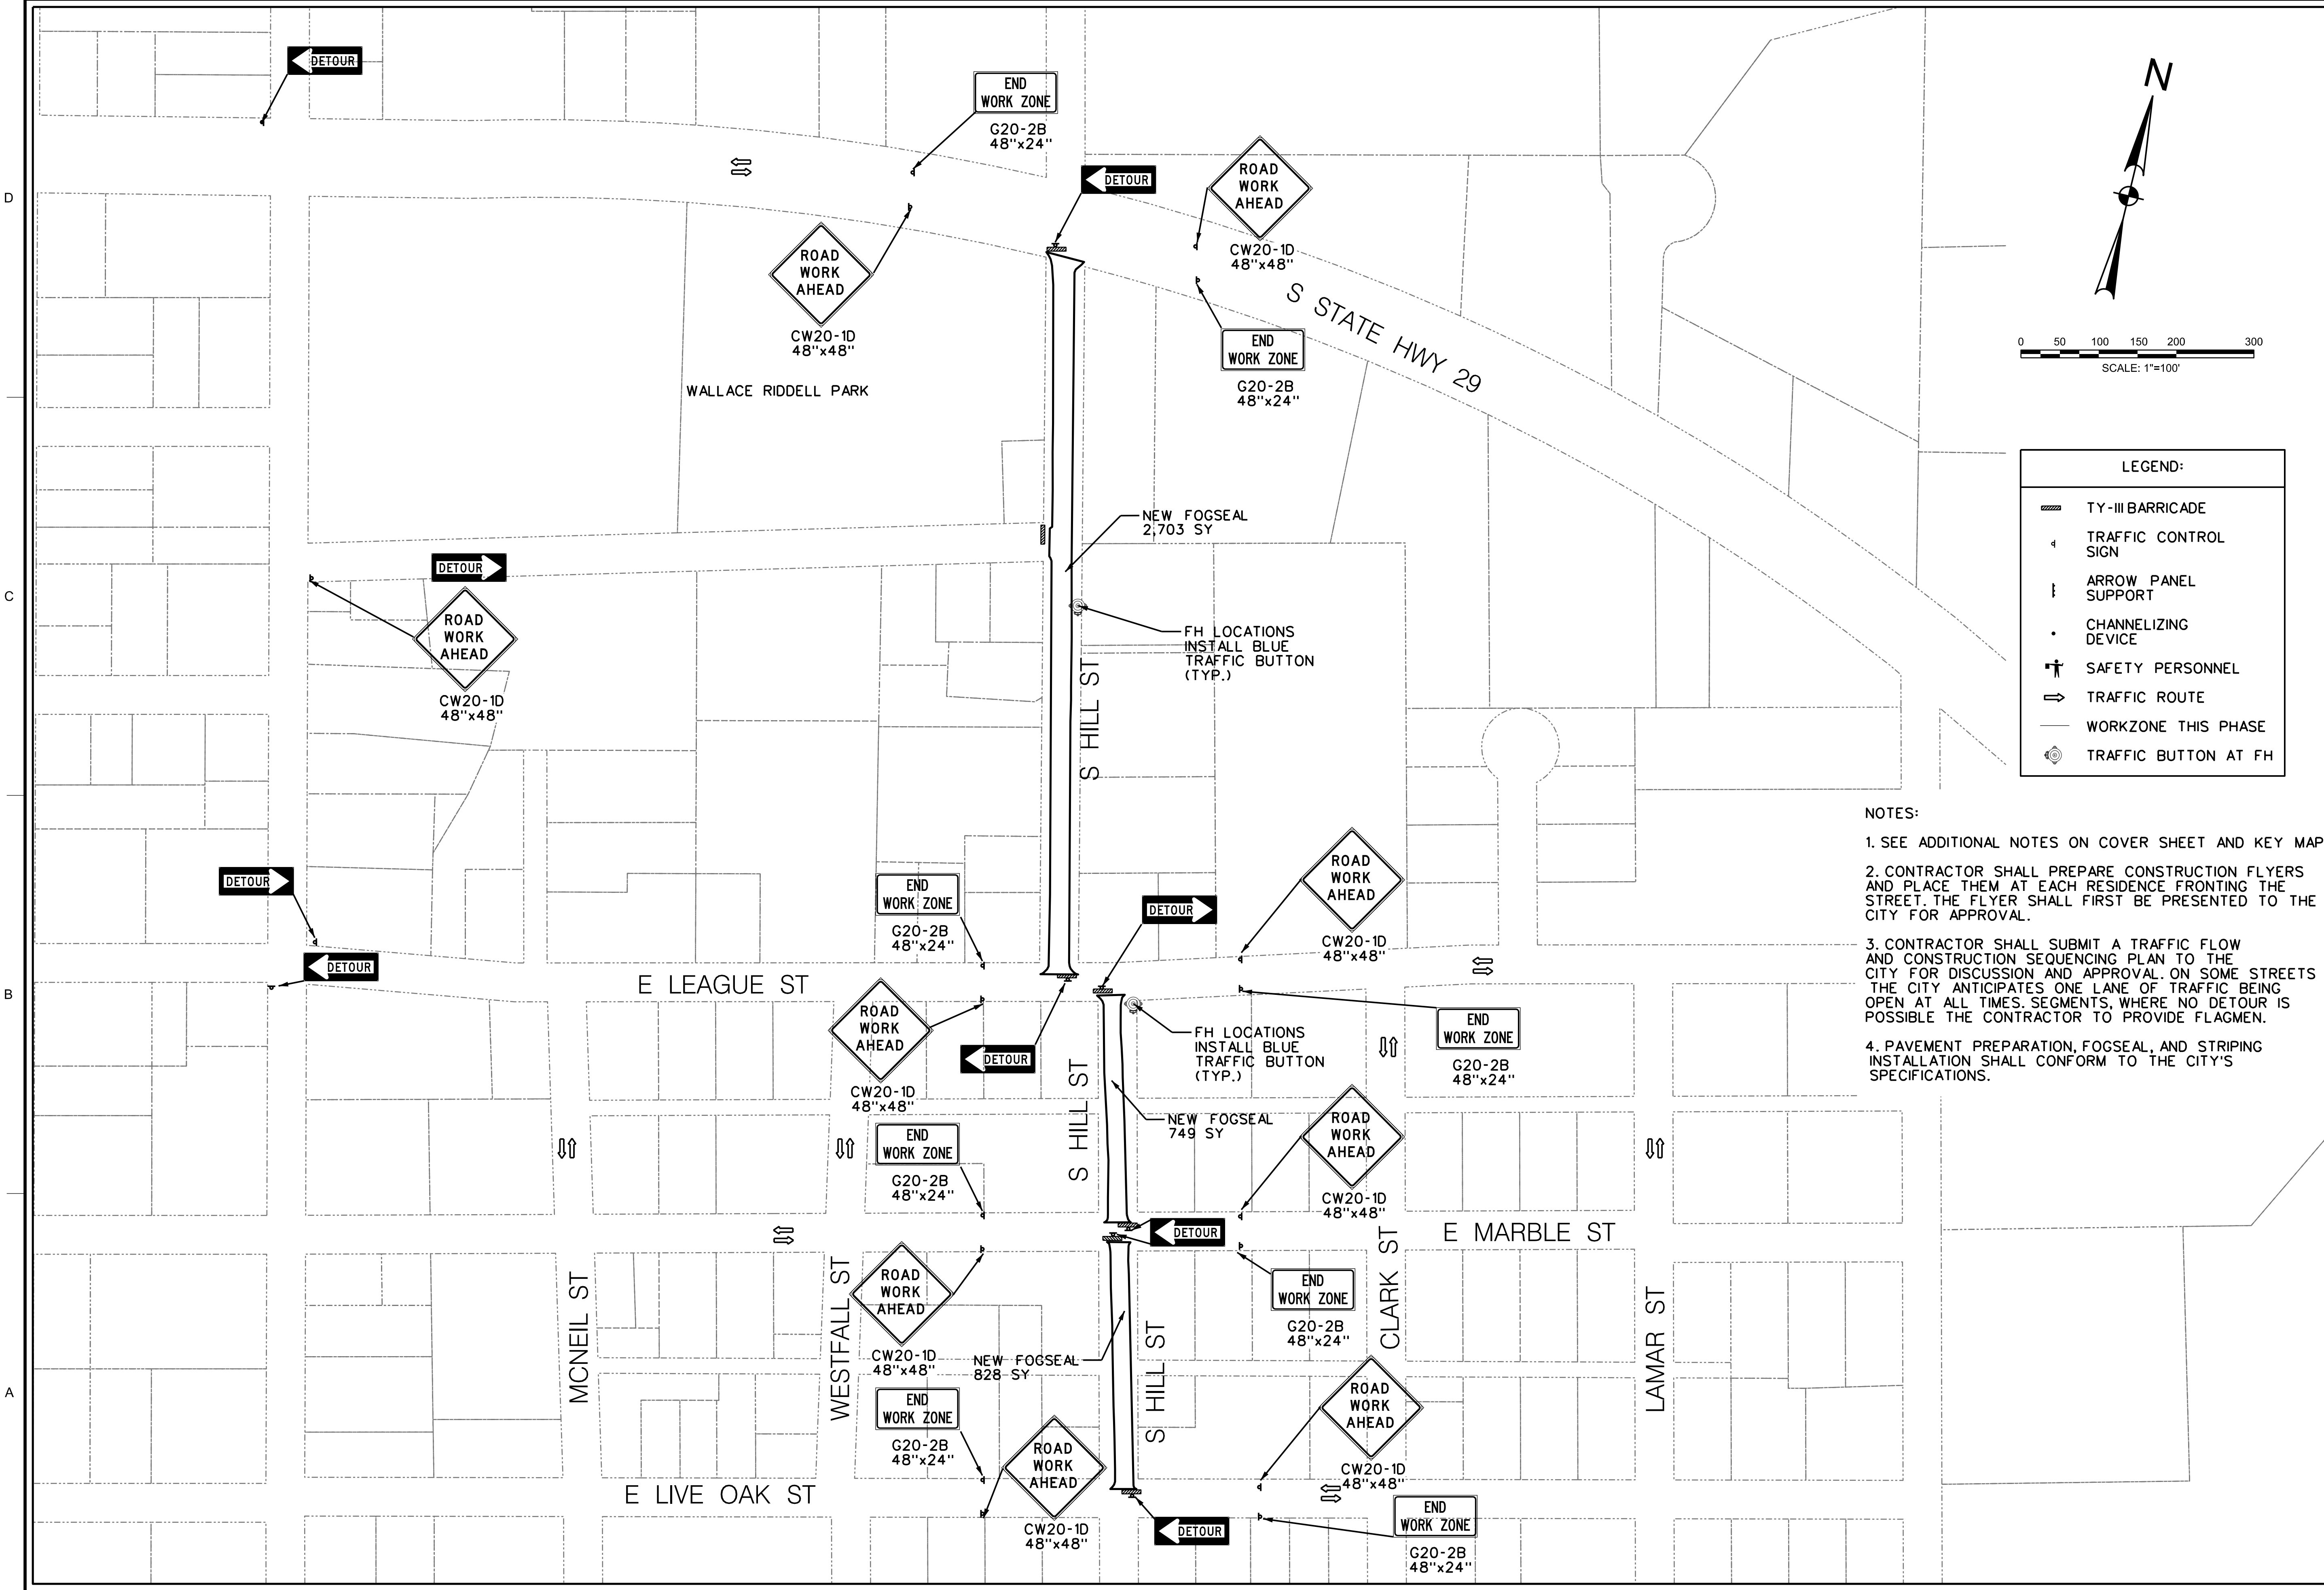 DETOUR
END
WORK ZONE
G20-2B
48"x24"
DETOUR
ROAD
WORK
AHEAD
CW20-1D
48"x48"
N
D
ROAD
WORK
AHEAD
CW20-1D
48"x48"
S STATE HWY 29
END
WORK ZONE
G20-2B
48"x24"
0 50 100 150 200 300
SCALE: 1"=100'
WALLACE RIDDELL PARK
LEGEND:
TY-III BARRICADE
TRAFFIC CONTROL
SIGN
ARROW PANEL
SUPPORT
CHANNELIZING
DEVICE
SAFETY PERSONNEL
TRAFFIC ROUTE
WORKZONE THIS PHASE
TRAFFIC BUTTON AT FH
NEW FOGSEAL
2,703 SY
C
DETOUR
ROAD
WORK
AHEAD
CW20-1D
48"x48"
FH LOCATIONS
INSTALL BLUE
TRAFFIC BUTTON
(TYP.)
S HILL ST
NOTES:
1. SEE ADDITIONAL NOTES ON COVER SHEET AND KEY MAP
2. CONTRACTOR SHALL PREPARE CONSTRUCTION FLYERS
AND PLACE THEM AT EACH RESIDENCE FRONTING THE
STREET. THE FLYER SHALL FIRST BE PRESENTED TO THE
CITY FOR APPROVAL.
3. CONTRACTOR SHALL SUBMIT A TRAFFIC FLOW
AND CONSTRUCTION SEQUENCING PLAN TO THE
CITY FOR DISCUSSION AND APPROVAL. ON SOME STREETS
THE CITY ANTICIPATES ONE LANE OF TRAFFIC BEING
OPEN AT ALL TIMES. SEGMENTS, WHERE NO DETOUR IS
POSSIBLE THE CONTRACTOR TO PROVIDE FLAGMEN.
4. PAVEMENT PREPARATION, FOGSEAL, AND STRIPING
INSTALLATION SHALL CONFORM TO THE CITY'S
SPECIFICATIONS.
DETOUR
DETOUR
END
WORK ZONE
G20-2B
48"x24"
DETOUR
ROAD
WORK
AHEAD
CW20-1D
48"x48"
B
E LEAGUE ST
ROAD
WORK
AHEAD
CW20-1D
48"x48"
DETOUR
S HILL ST
FH LOCATIONS
INSTALL BLUE
TRAFFIC BUTTON
(TYP.)
END
WORK ZONE
G20-2B
48"x24"
NEW FOGSEAL
749 SY
END
WORK ZONE
G20-2B
48"x24"
ROAD
WORK
AHEAD
CW20-1D
48"x48"
DETOUR
E MARBLE ST
MCNEIL ST
WESTFALL ST
ROAD
WORK
AHEAD
CW20-1D
48"x48"
NEW FOGSEAL
828 SY
S HILL ST
END
WORK ZONE
G20-2B
48"x24"
CLARK ST
LAMAR ST
A
END
WORK ZONE
G20-2B
48"x24"
ROAD
WORK
AHEAD
CW20-1D
48"x48"
ROAD
WORK
AHEAD
CW20-1D
48"x48"
E LIVE OAK ST
DETOUR
END
WORK ZONE
G20-2B
48"x24"